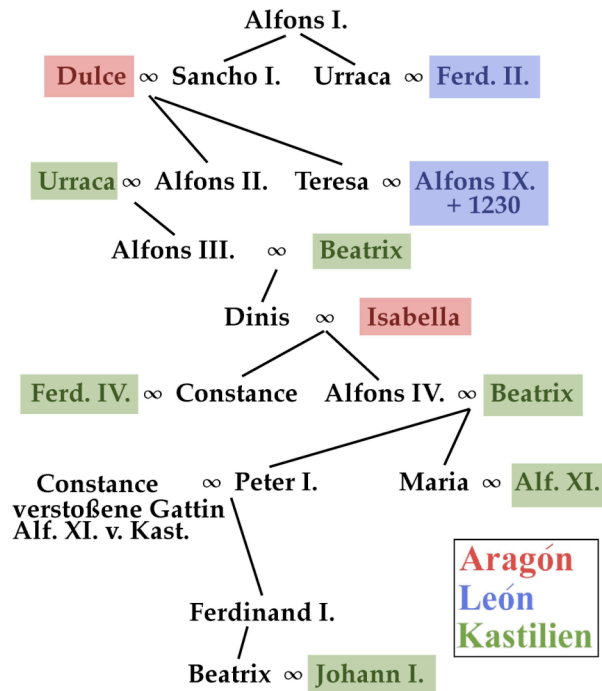 Alfons I.
Dulce ∞ Sancho I. Urraca ∞ Ferd. II.
Urraca ∞ Alfons II. Teresa ∞ Alfons IX.
+ 1230
Alfons III. ∞ Beatrix
Dinis ∞ Isabella
Ferd. IV. ∞ Constance Alfons IV. ∞ Beatrix
Constance ∞ Peter I. Maria ∞ Alf. XI.
verstoßene Gattin
Alf. XI. v. Kast.
Aragón
León
Kastilien
Ferdinand I.
Beatrix ∞ Johann I.